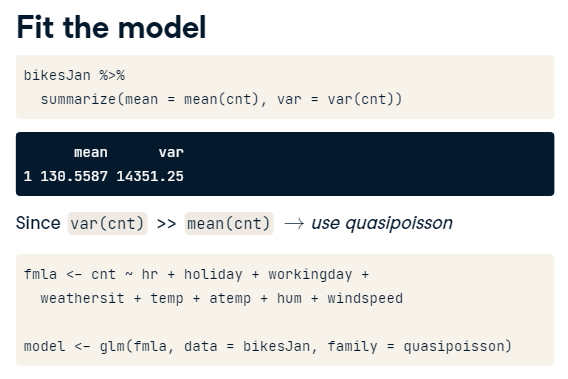 Fit the model
bikesJan %>%
  summarize(mean = mean(cnt), var = var(cnt))
      mean      var
1 130.5587 14351.25
Since var(cnt) >> mean(cnt) → use quasipoisson
fmla <- cnt ~ hr + holiday + workingday +
  weathersit + temp + atemp + hum + windspeed
model <- glm(fmla, data = bikesJan, family = quasipoisson)